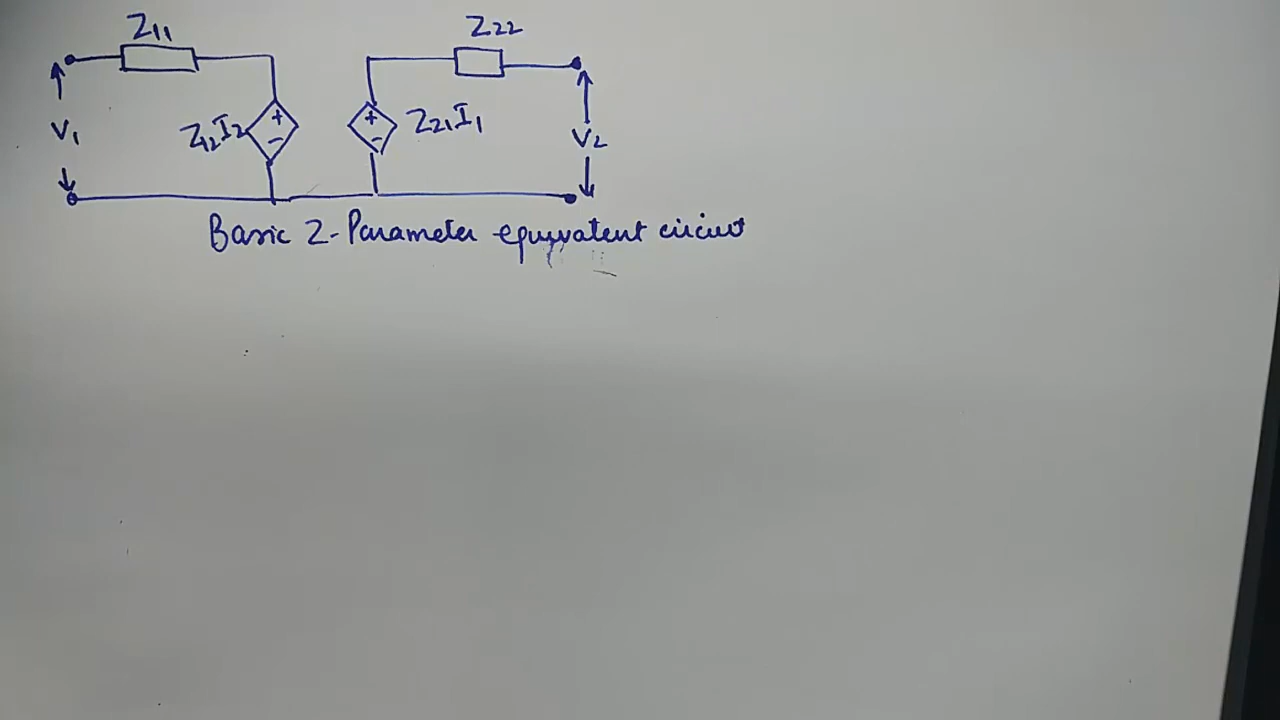 Z11 Z22
V1 Z12I2 + - + - Z21I1 V2
Basic Z-Parameter equivalent circuit